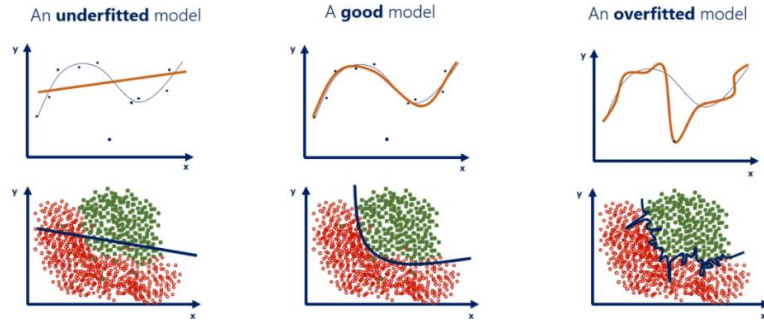 An underfitted model
A good model
An overfitted model
y
x
y
x
y
x
y
x
y
x
y
x